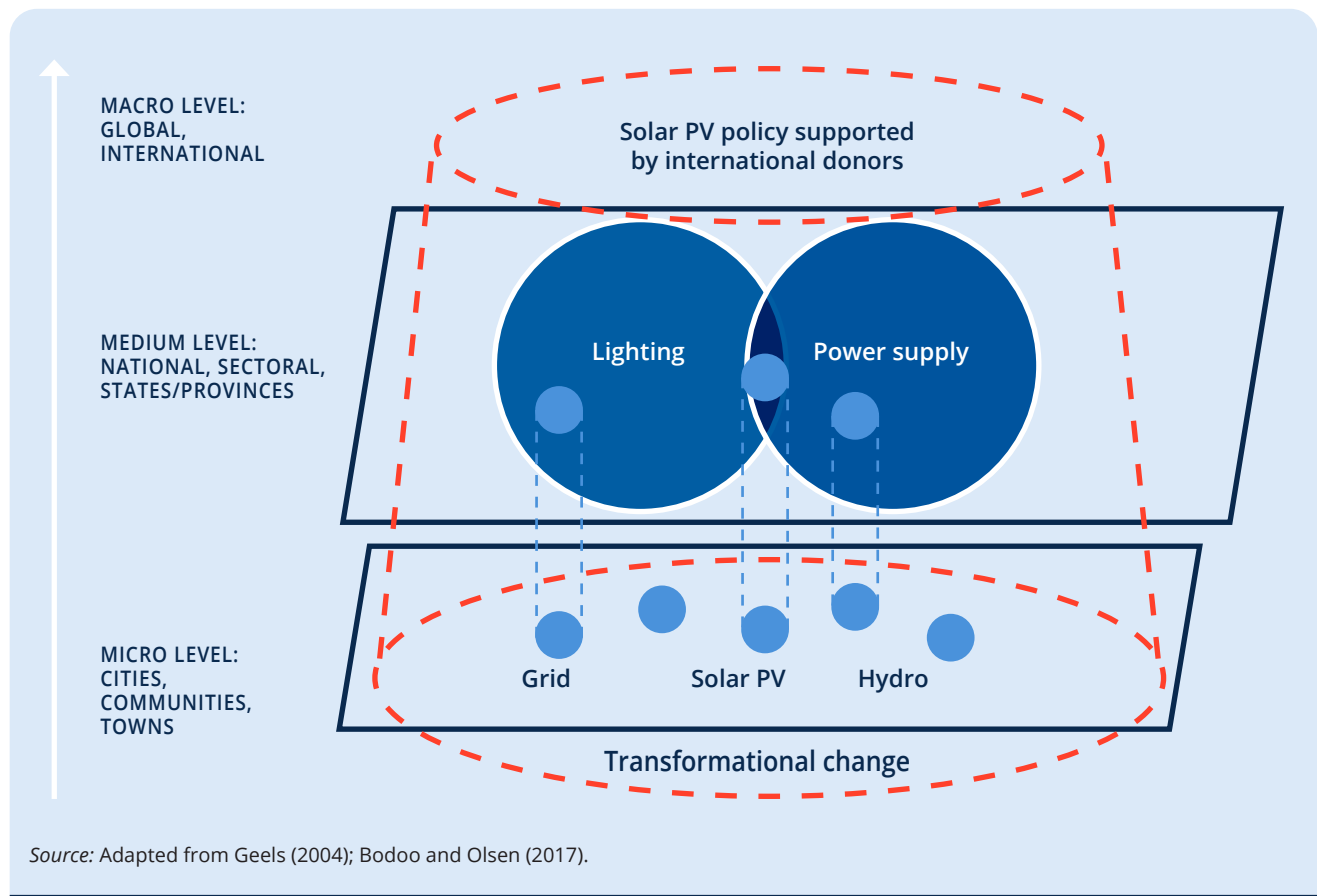 MACRO LEVEL:
GLOBAL,
INTERNATIONAL
Solar PV policy supported
by international donors
MEDIUM LEVEL:
NATIONAL, SECTORAL,
STATES/PROVINCES
Lighting
Power supply
MICRO LEVEL:
CITIES,
COMMUNITIES,
TOWNS
Grid
Solar PV
Hydro
Transformational change
Source: Adapted from Geels (2004); Bodoo and Olsen (2017).